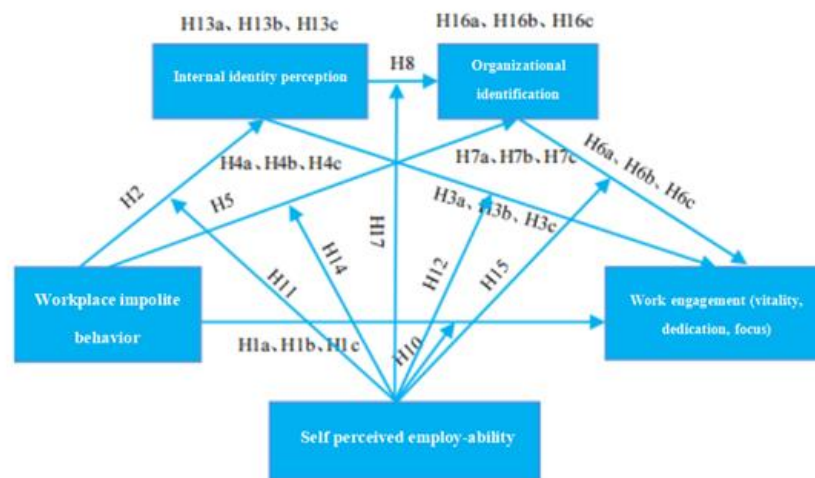 H13a、H13b、H13c
H16a、H16b、H16c
Internal identity perception
H8
Organizational
identification
H4a、H4b、H4c
H7a、H7b、H7c
H6a、H6b、H6c
H2
H5
H3a、H3b、H3c
H17
H14
H12
H15
H11
Workplace impolite
behavior
Work engagement (vitality,
dedication, focus)
H1a、H1b、H1c
H10
Self perceived employ-ability